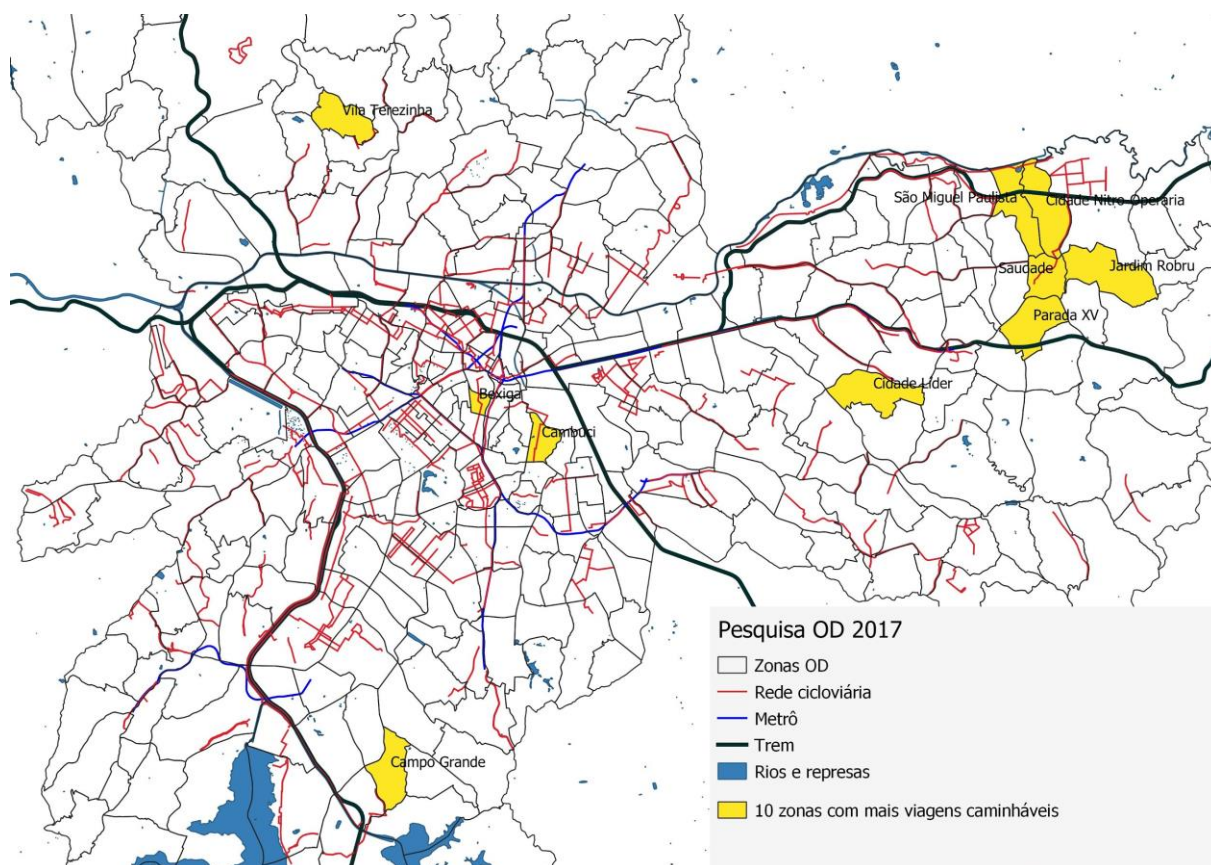 Vila Terezinha
São Miguel Paulista
Cidade Nitro-Operária
Saudade
Jardim Robru
Parada XV
Cidade Líder
Bexiga
Cambuci
Campo Grande
Pesquisa OD 2017
Zonas OD
Rede cicloviária
Metrô
Trem
Rios e represas
10 zonas com mais viagens caminháveis